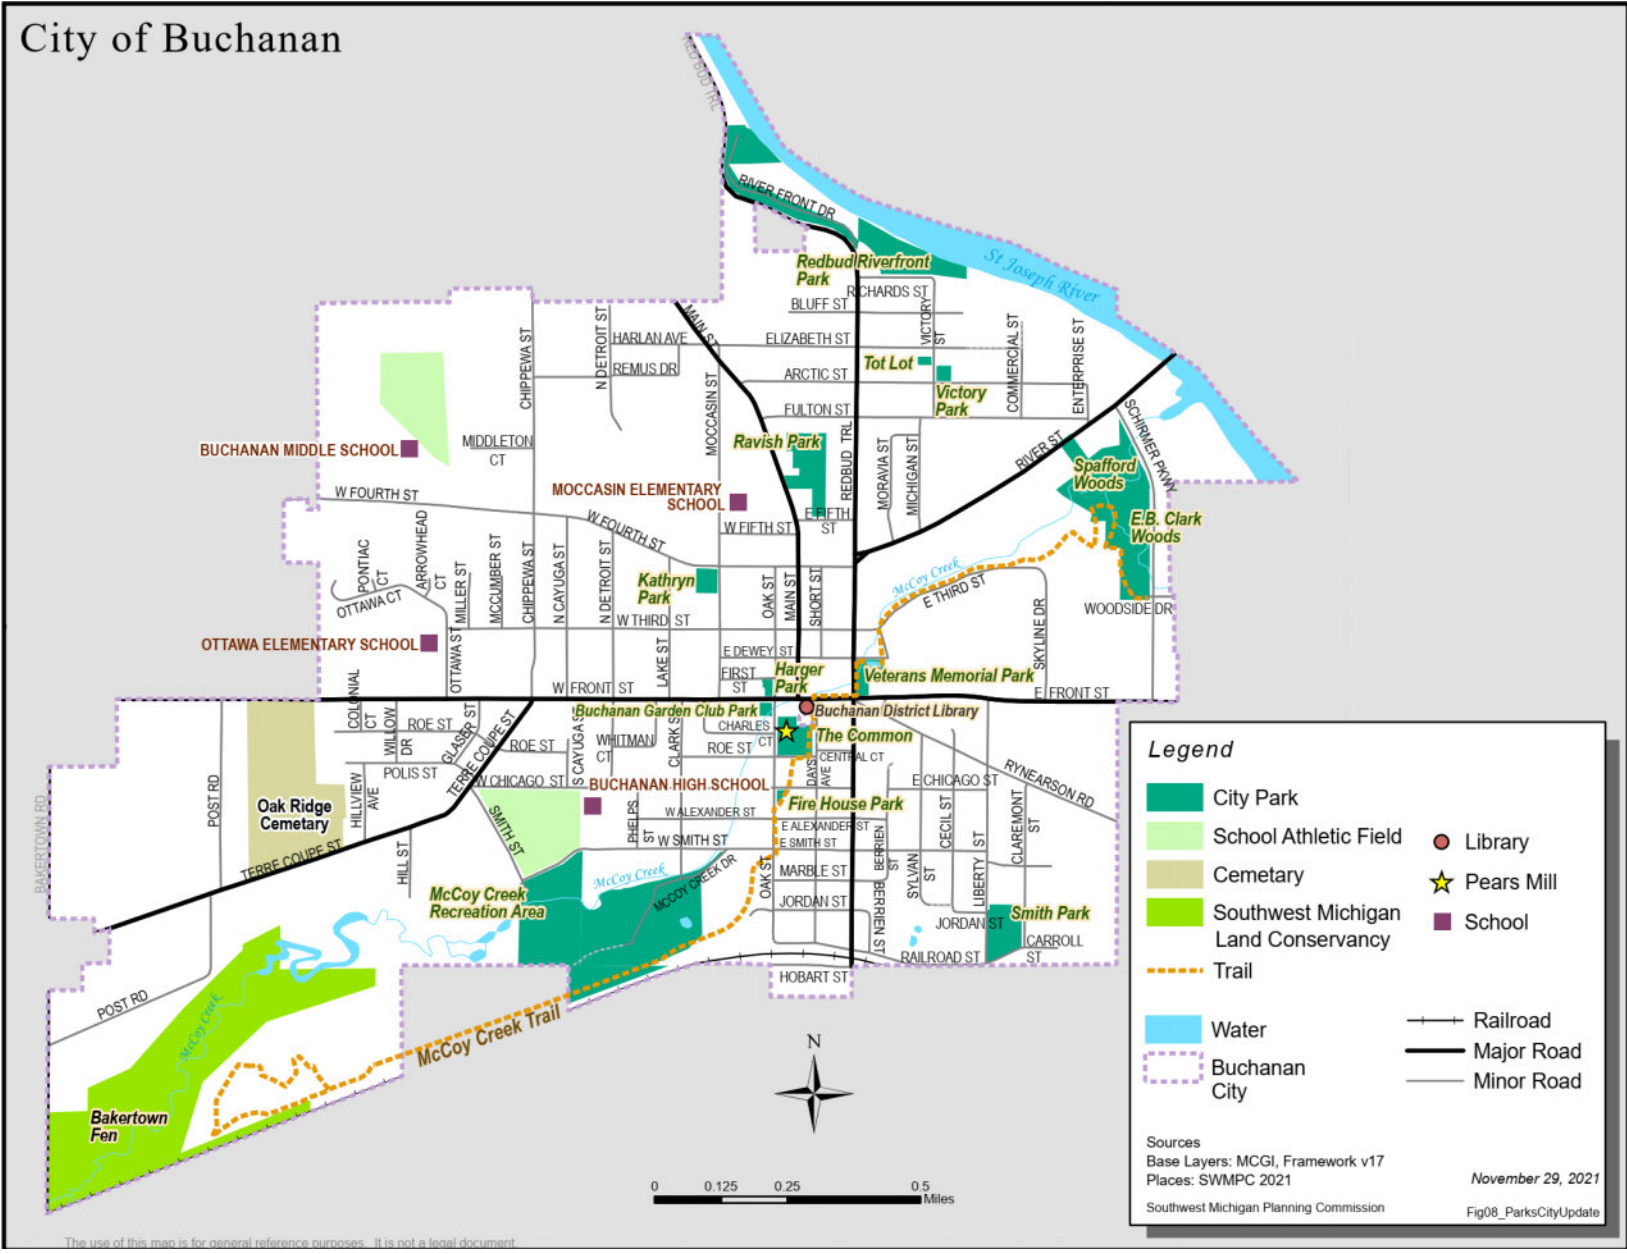 City of Buchanan
RED BUD TRL
RIVER FRONT DR
St Joseph River
Redbud Riverfront
Park
RICHARDS ST
BLUFF ST
VICTORY
ST
MAIN ST
CHIPPEWA ST
N DETROIT ST
HARLAN AVE
ELIZABETH ST
COMMERCIAL ST
ENTERPRISE ST
REMUS DR
Tot Lot
ARCTIC ST
Victory
Park
MOCCASIN ST
FULTON ST
SCHIRMER PKWY
REDBUD TRL
Ravish Park
MIDDLETON
CT
BUCHANAN MIDDLE SCHOOL
MORAVIA ST
MICHIGAN ST
RIVER ST
Spafford
Woods
W FOURTH ST
MOCCASIN ELEMENTARY
SCHOOL
E FIFTH
ST
W FIFTH ST
W FOURTH ST
E.B. Clark
Woods
PONTIAC
CT
ARROWHEAD
CT
OTTAWA CT
MILLER ST
MCCUMBER ST
CHIPPEWA ST
N CAYUGA ST
N DETROIT ST
Kathryn
Park
OAK ST
MAIN ST
SHORT ST
McCoy Creek
E THIRD ST
WOODSIDE DR
W THIRD ST
SKYLINE DR
OTTAWA ELEMENTARY SCHOOL
OTTAWA ST
LAKE ST
E DEWEY ST
FIRST
ST
Harger
Park
Veterans Memorial Park
W FRONT ST
E FRONT ST
COLONIAL
CT
WILLOW
DR
ROE ST
GLASER ST
TERRE COUPE ST
ROE ST
S CAYUGA S
WHITMAN
CT
CLARK S
Buchanan Garden Club Park
Buchanan District Library
CHARLES
CT
ROE ST
The Common
DAYS
AVE
CENTRAL CT
RYNEARSON RD
POLIS ST
W CHICAGO ST
BUCHANAN HIGH SCHOOL
E CHICAGO ST
BAKERTOWN RD
POST RD
Oak Ridge
Cemetery
HILLVIEW
AVE
SMITH ST
PHELPS
ST
Fire House Park
W ALEXANDER ST
E ALEXANDER ST
W SMITH ST
E SMITH ST
CECIL ST
CLAREMONT
ST
TERRE COUPE ST
HILL ST
BERRIEN
ST
SYLVAN
ST
LIBERTY ST
McCoy Creek
MCCOY CREEK DR
OAK ST
MARBLE ST
McCoy Creek
Recreation Area
JORDAN ST
BERRIEN ST
JORDAN ST
Smith Park
CARROLL
ST
RAILROAD ST
HOBART ST
POST RD
McCoy Creek
McCoy Creek Trail
Bakertown
Fen
N
0 0.125 0.25 0.5
Miles
Legend
City Park
School Athletic Field
Cemetary
Southwest Michigan
Land Conservancy
Trail
Water
Buchanan
City
Library
Pears Mill
School
Railroad
Major Road
Minor Road
Sources
Base Layers: MCGI, Framework v17
Places: SWMPC 2021
November 29, 2021
Southwest Michigan Planning Commission
Fig08_ParksCityUpdate
The use of this map is for general reference purposes. It is not a legal document.